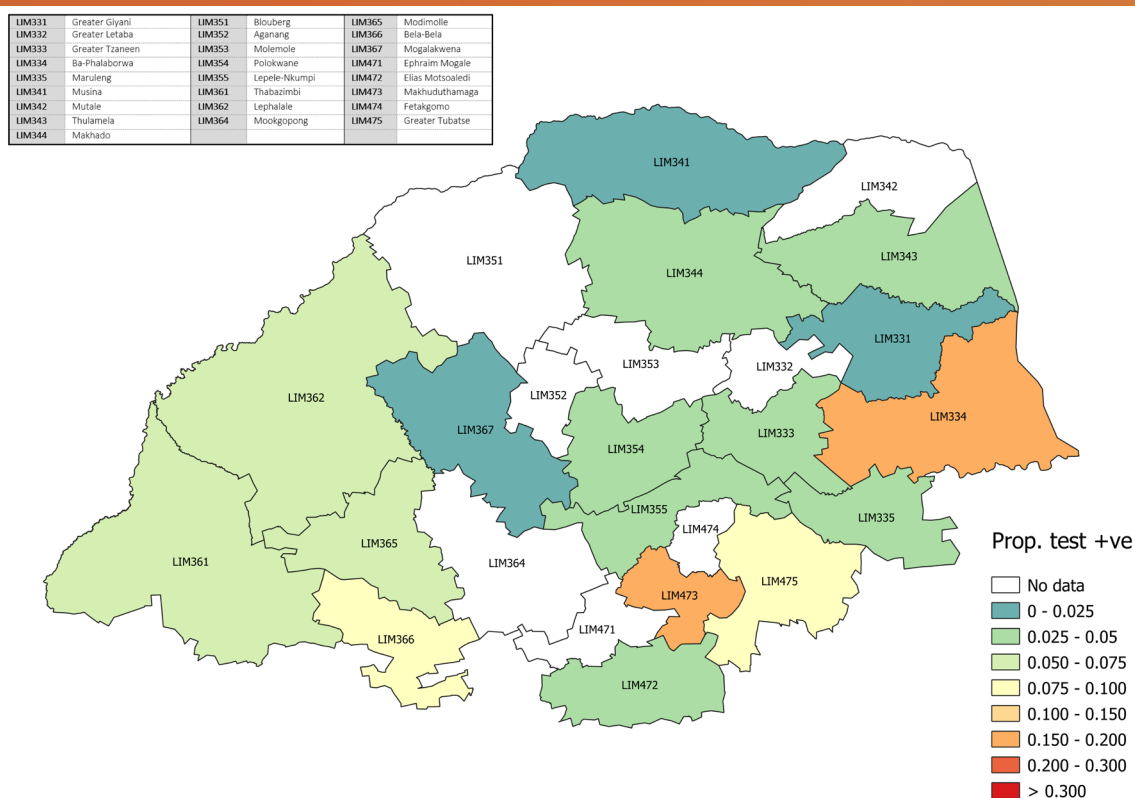 LIM331 Greater Giyani LIM351 Blouberg LIM365 Modimolle
LIM332 Greater Letaba LIM352 Aganang LIM366 Bela-Bela
LIM333 Greater Tzaneen LIM353 Molemole LIM367 Mogalakwena
LIM334 Ba-Phalaborwa LIM354 Polokwane LIM471 Ephraim Mogale
LIM335 Maruleng LIM355 Lepele-Nkumpi LIM472 Elias Motsoaledi
LIM341 Musina LIM361 Thabazimbi LIM473 Makhuduthamaga
LIM342 Mutale LIM362 Lephalale LIM474 Fetakgomo
LIM343 Thulamela LIM364 Mookgopong LIM475 Greater Tubatse
LIM344 Makhado
LIM341
LIM342
LIM351
LIM343
LIM344
LIM331
LIM353
LIM332
LIM362
LIM352
LIM334
LIM367
LIM333
LIM354
LIM355
LIM335
LIM474
LIM365
LIM361
LIM364
LIM475
LIM473
LIM471
LIM366
LIM472
Prop. test +ve
No data
0 - 0.025
0.025 - 0.05
0.050 - 0.075
0.075 - 0.100
0.100 - 0.150
0.150 - 0.200
0.200 - 0.300
> 0.300